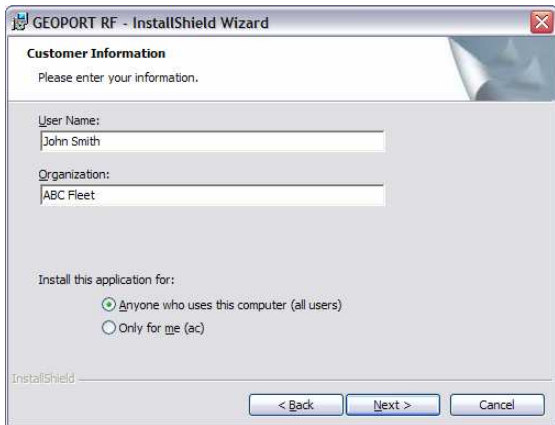 GEOPORT RF - InstallShield Wizard
Customer Information
Please enter your information.
User Name:
John Smith
Organization:
ABC Fleet
Install this application for:
Anyone who uses this computer (all users)
Only for me (ac)
InstallShield
< Back
Next >
Cancel